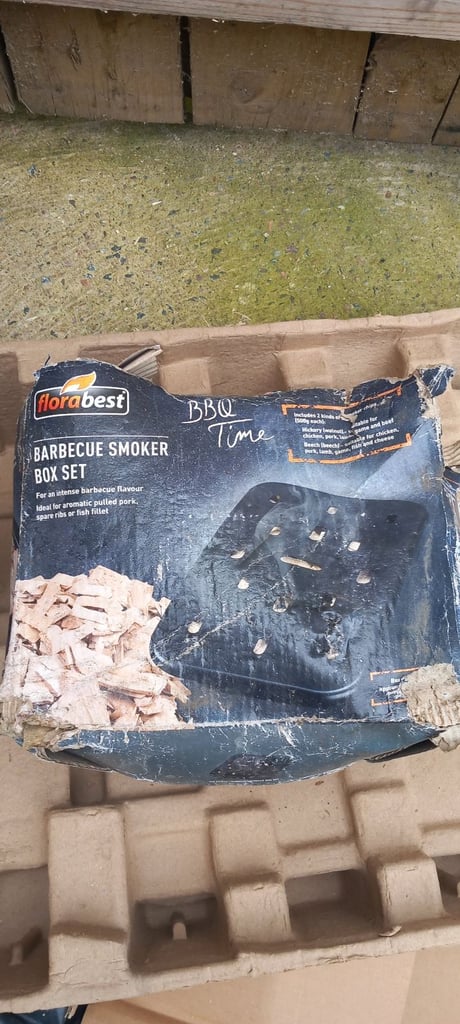 florabest
BBQ
Time
BARBECUE SMOKER
BOX SET
For an intense barbecue flavour
Ideal for aromatic pulled pork,
spare ribs or fish fillet
Includes 2 kinds of chips
(500g each)
Hickory game and beef
chicken, pork,
Beech (beech) for chicken,
pork, lamb, game, fish and cheese